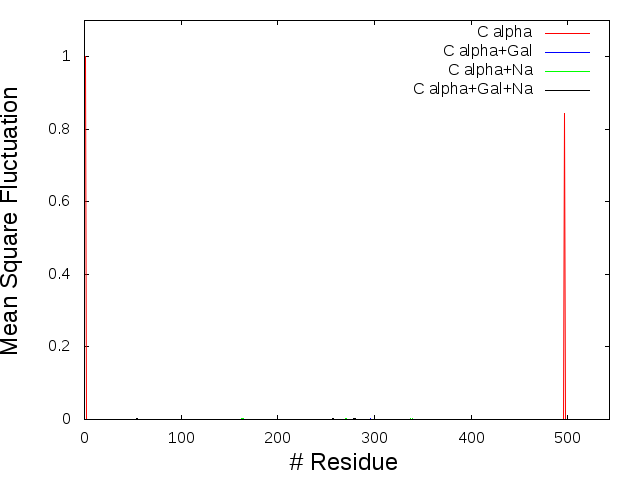 C alpha
C alpha+Gal
C alpha+Na
C alpha+Gal+Na
Mean Square Fluctuation
1
0.8
0.6
0.4
0.2
0
0 100 200 300 400 500
# Residue